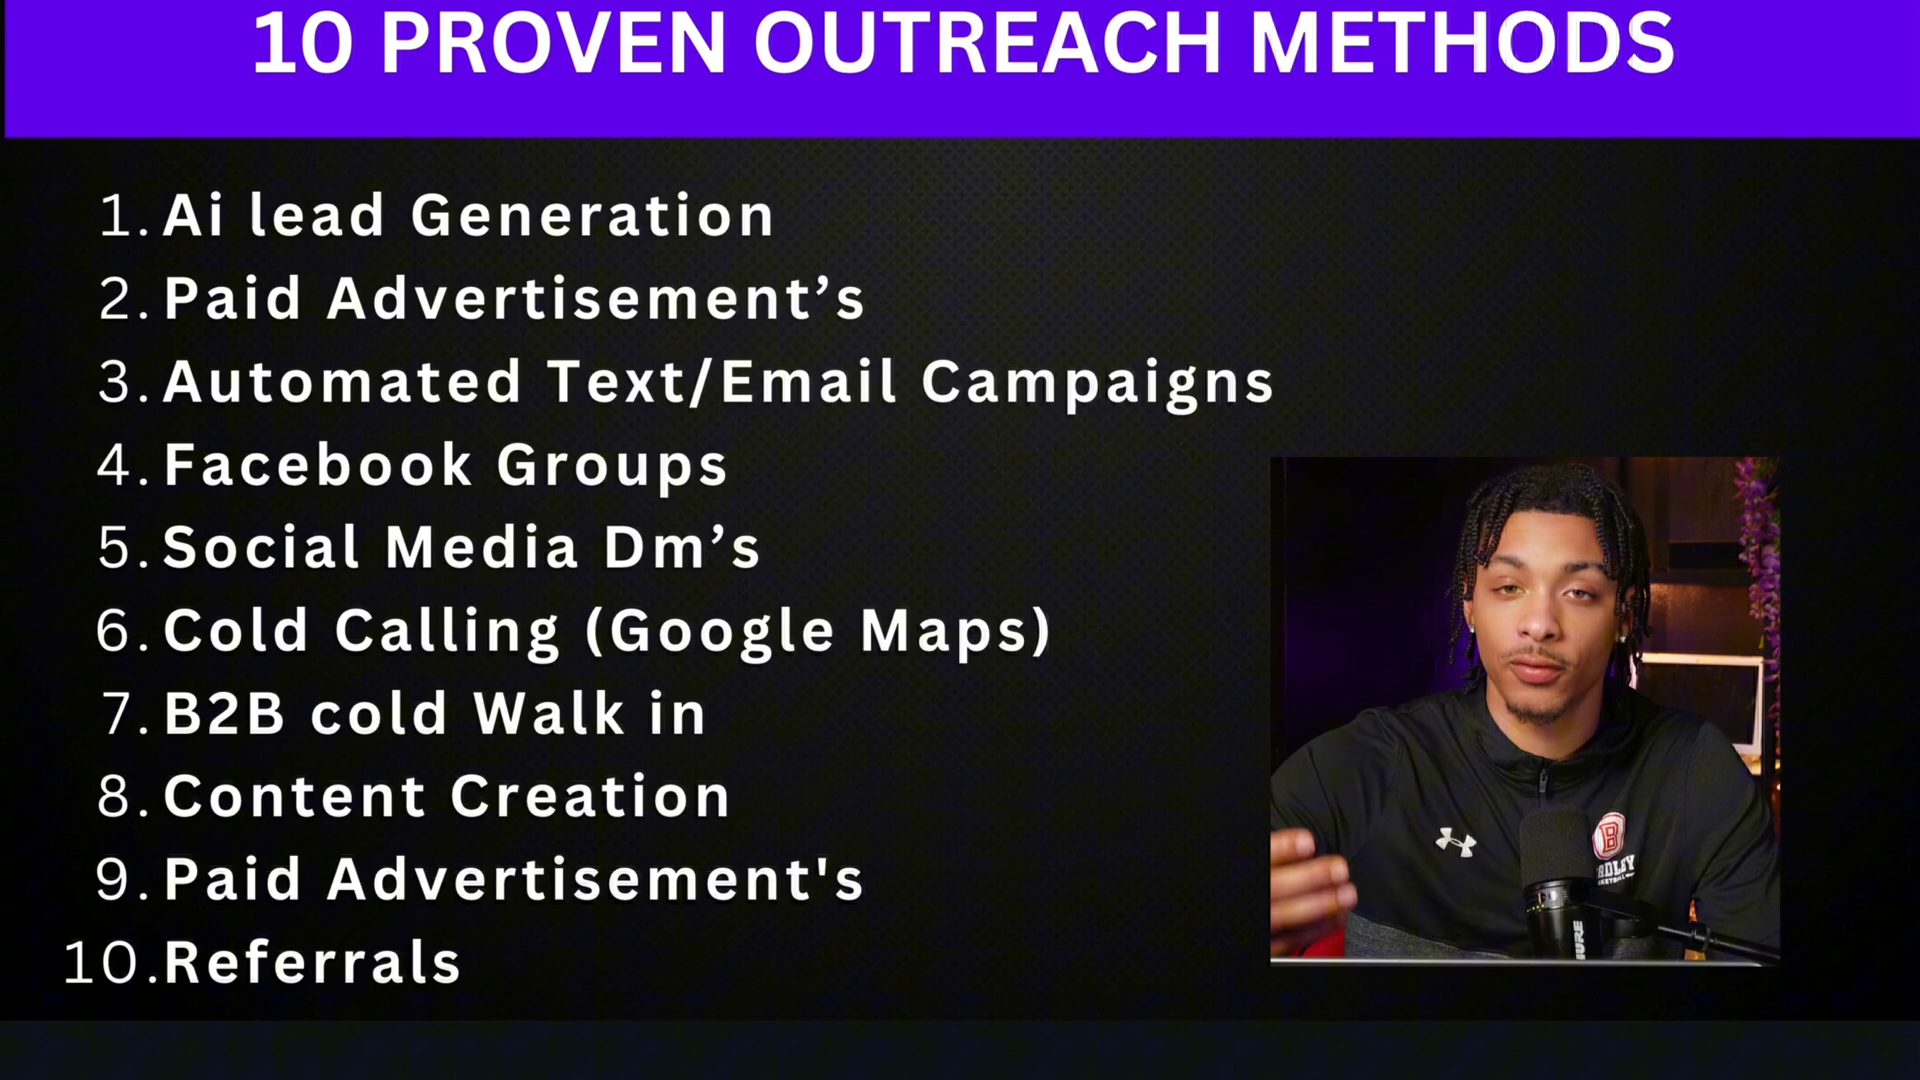 10 PROVEN OUTREACH METHODS
1. Ai lead Generation
2. Paid Advertisement’s
3. Automated Text/Email Campaigns
4. Facebook Groups
5. Social Media Dm’s
6. Cold Calling (Google Maps)
7. B2B cold Walk in
8. Content Creation
9. Paid Advertisement's
10. Referrals
B